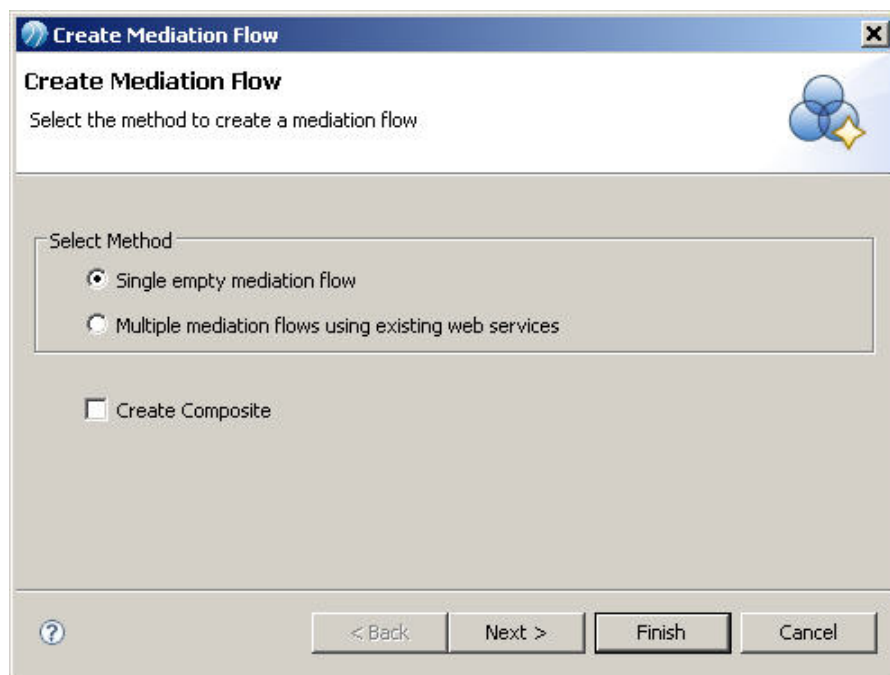 Create Mediation Flow
Create Mediation Flow
Select the method to create a mediation flow
Select Method
Single empty mediation flow
Multiple mediation flows using existing web services
Create Composite
? < Back Next > Finish Cancel